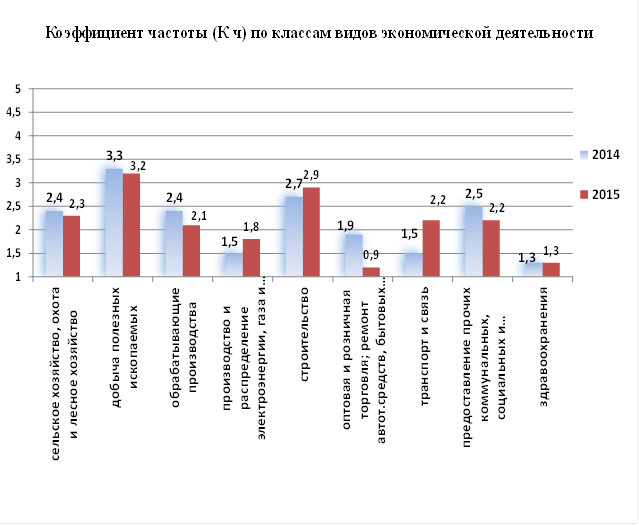 Коэффициент частоты (К ч) по классам видов экономической деятельности
5
4,5
4
3,5
3
2,5
2
1,5
1
2,4
2,3
3,3
3,2
2,4
2,1
1,5
1,8
2,7
2,9
1,9
0,9
1,5
2,2
2,5
2,2
1,3
1,3
2014
2015
сельское хозяйство, охота
и лесное хозяйство
добыча полезных
ископаемых
обрабатывающие
производства
производство и
распределение
электроэнергии, газа и...
строительство
оптовая и розничная
торговля; ремонт
автот.средств, бытовых...
транспорт и связь
предоставление прочих
коммунальных,
социальных и...
здравоохранения